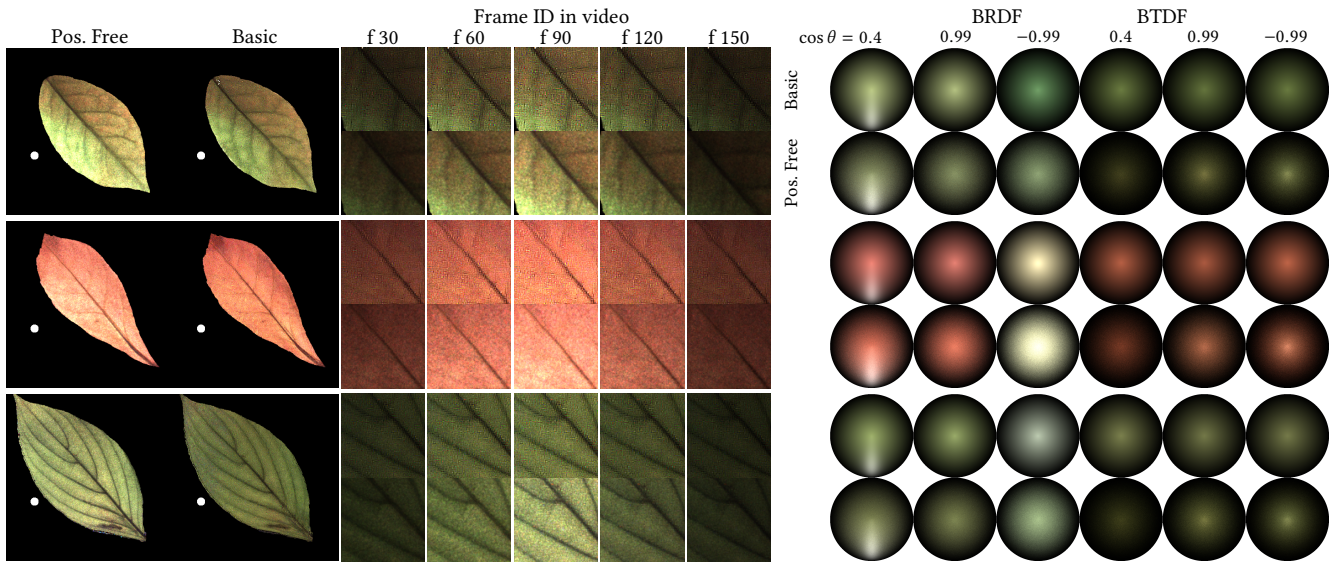 Frame ID in video
BRDF BTDF
Pos. Free Basic f 30 f 60 f 90 f 120 f 150 cos θ = 0.4 0.99 −0.99 0.4 0.99 −0.99
Basic
Pos. Free